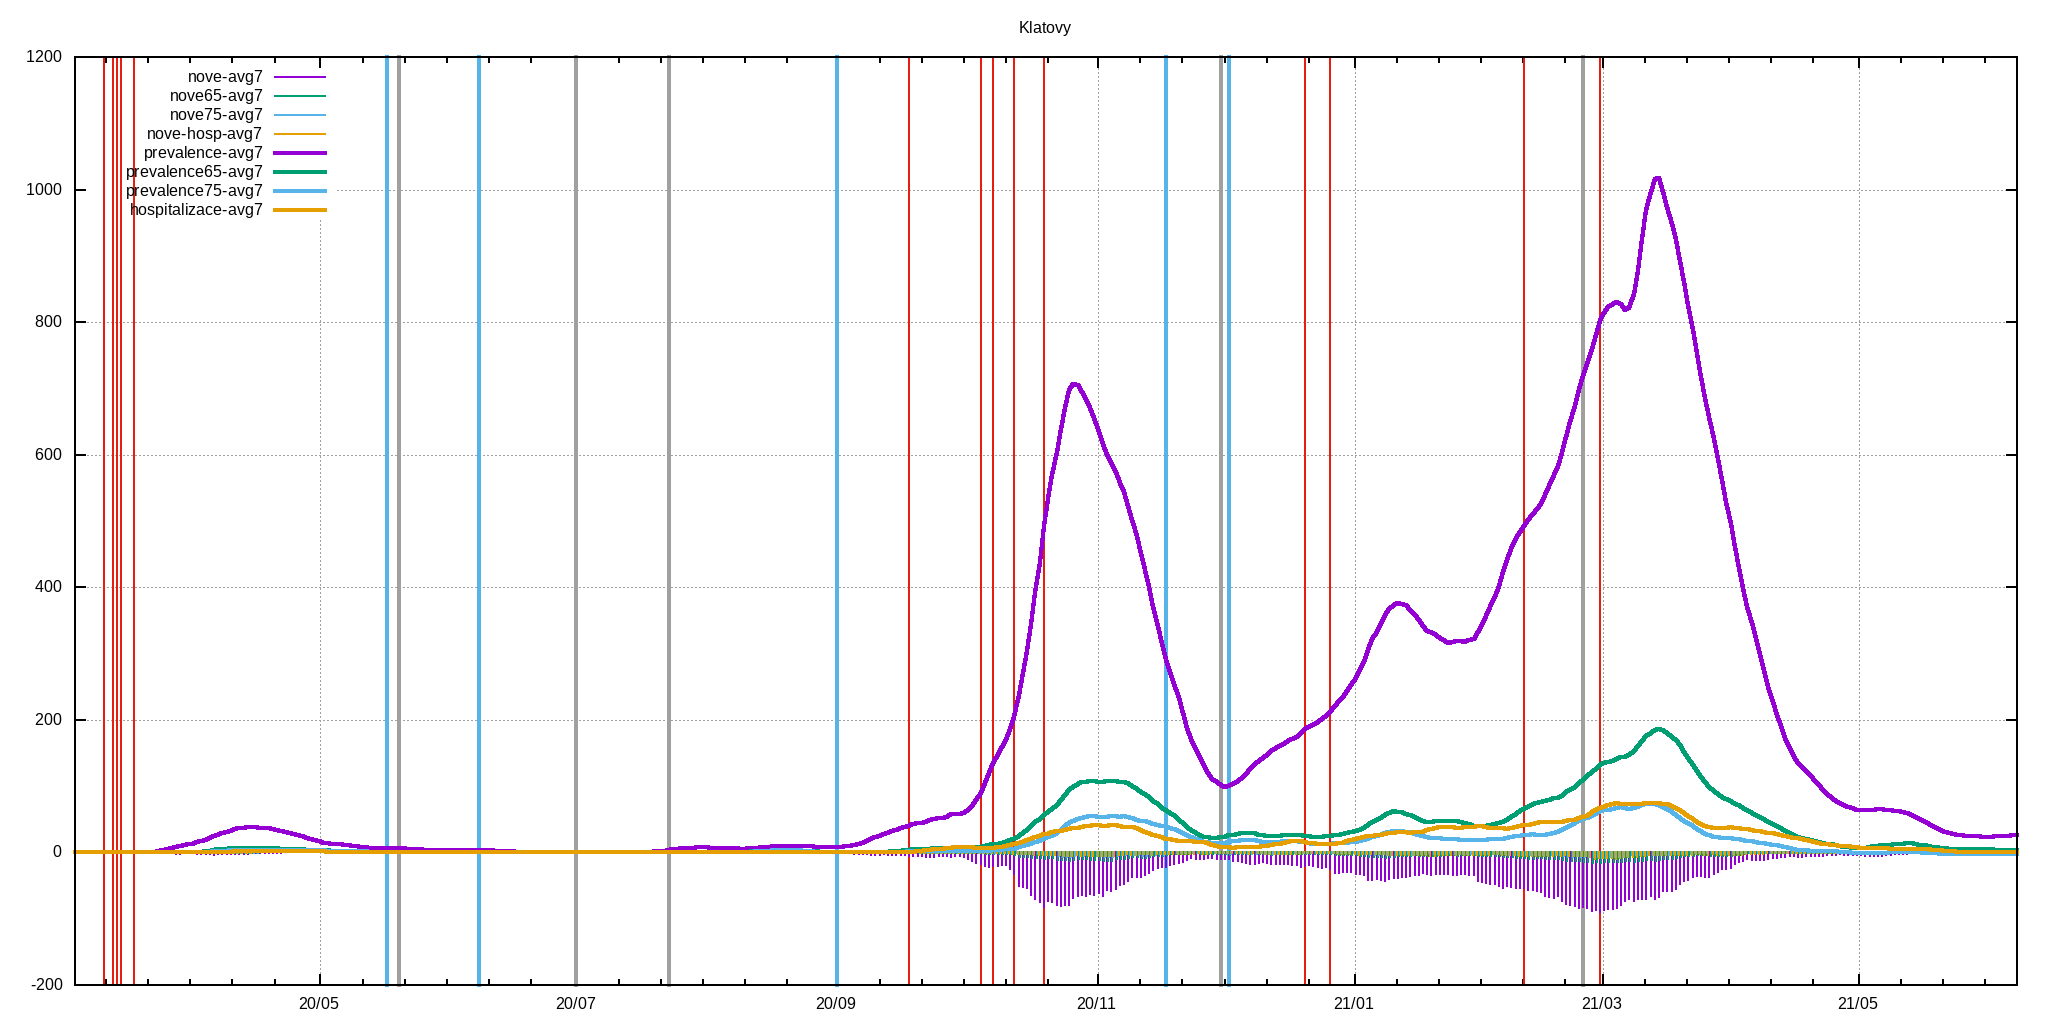 Klatovy
1200
1000
800
600
400
200
0
-200
nove-avg7
nove65-avg7
nove75-avg7
nove-hosp-avg7
prevalence-avg7
prevalence65-avg7
prevalence75-avg7
hospitalizace-avg7
20/05
20/07
20/09
20/11
21/01
21/03
21/05